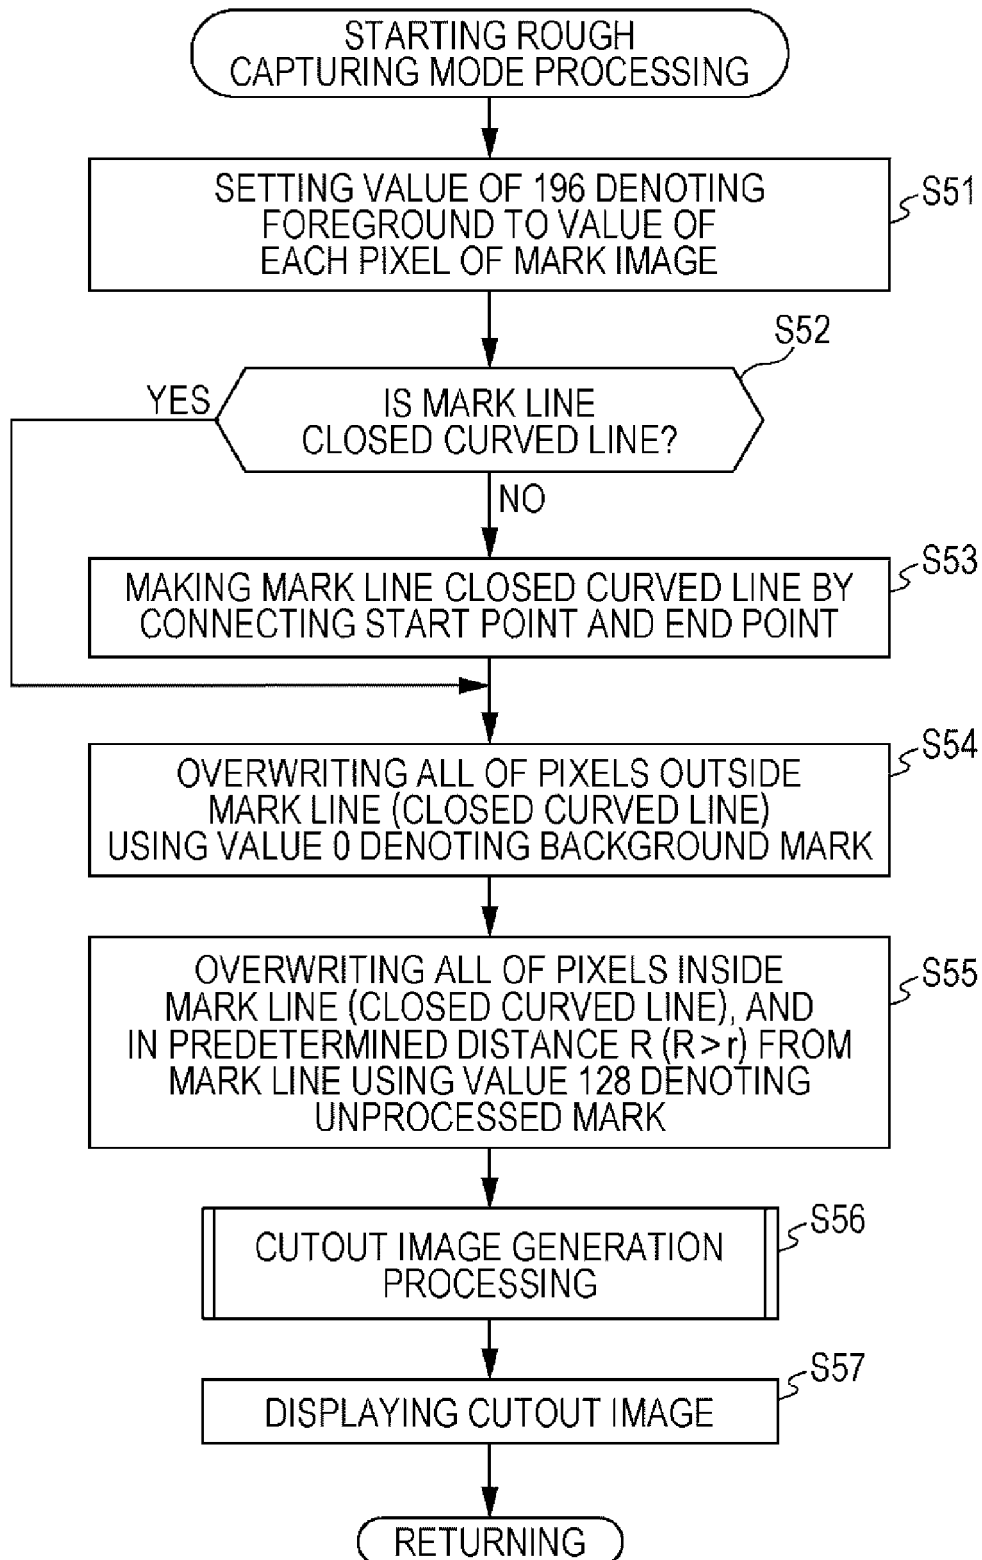 STARTING ROUGH
CAPTURING MODE PROCESSING
SETTING VALUE OF 196 DENOTING
FOREGROUND TO VALUE OF
EACH PIXEL OF MARK IMAGE
S51
S52
IS MARK LINE
CLOSED CURVED LINE?
YES
NO
MAKING MARK LINE CLOSED CURVED LINE BY
CONNECTING START POINT AND END POINT
S53
OVERWRITING ALL OF PIXELS OUTSIDE
MARK LINE (CLOSED CURVED LINE)
USING VALUE 0 DENOTING BACKGROUND MARK
S54
OVERWRITING ALL OF PIXELS INSIDE
MARK LINE (CLOSED CURVED LINE), AND
IN PREDETERMINED DISTANCE R (R>r) FROM
MARK LINE USING VALUE 128 DENOTING
UNPROCESSED MARK
S55
CUTOUT IMAGE GENERATION
PROCESSING
S56
DISPLAYING CUTOUT IMAGE
S57
RETURNING